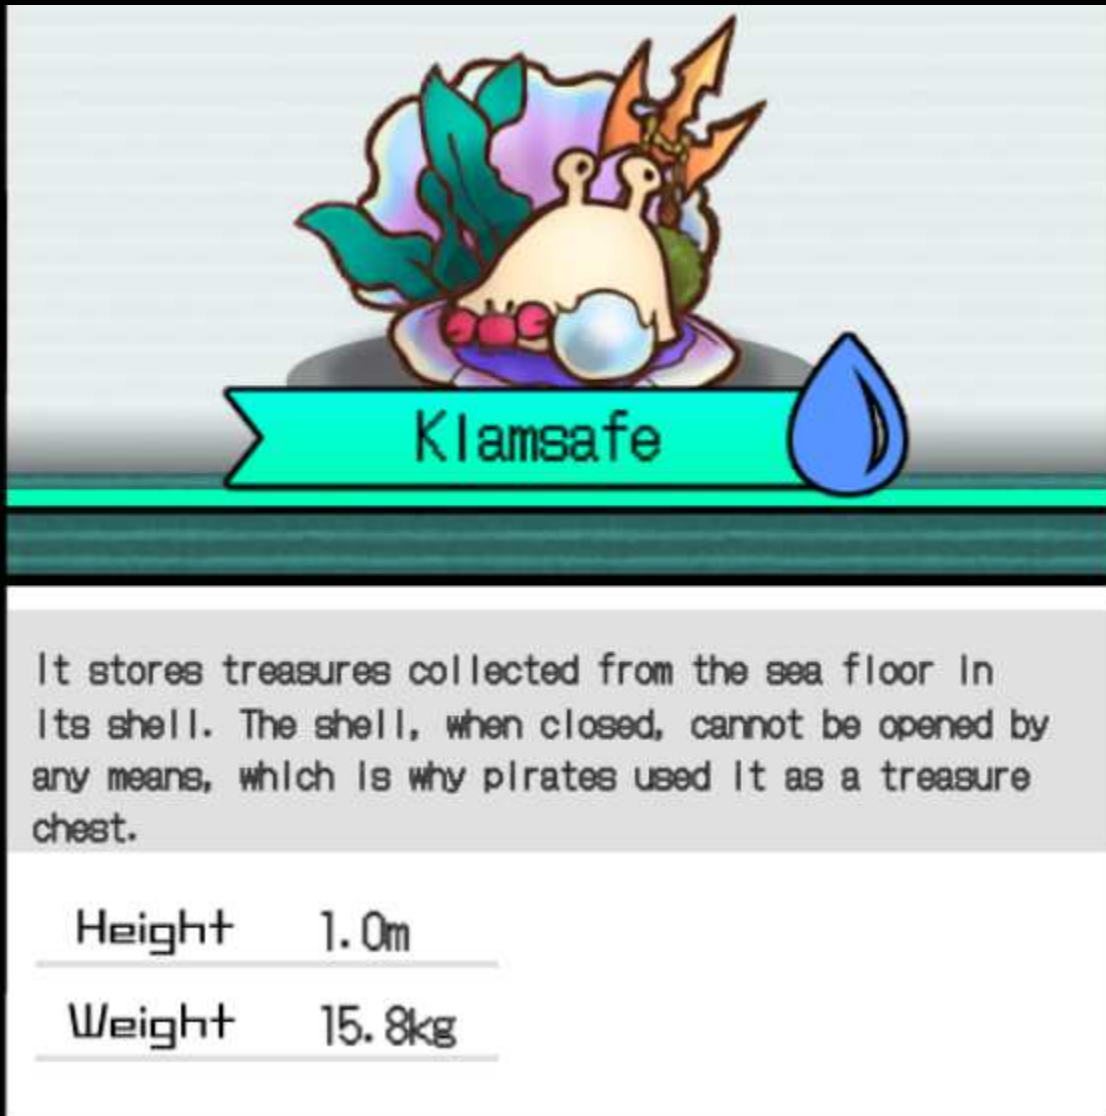 Klamsafe
It stores treasures collected from the sea floor in
its shell. The shell, when closed, cannot be opened by
any means, which is why pirates used it as a treasure
chest.
Height 1.0m
Weight 15.8kg